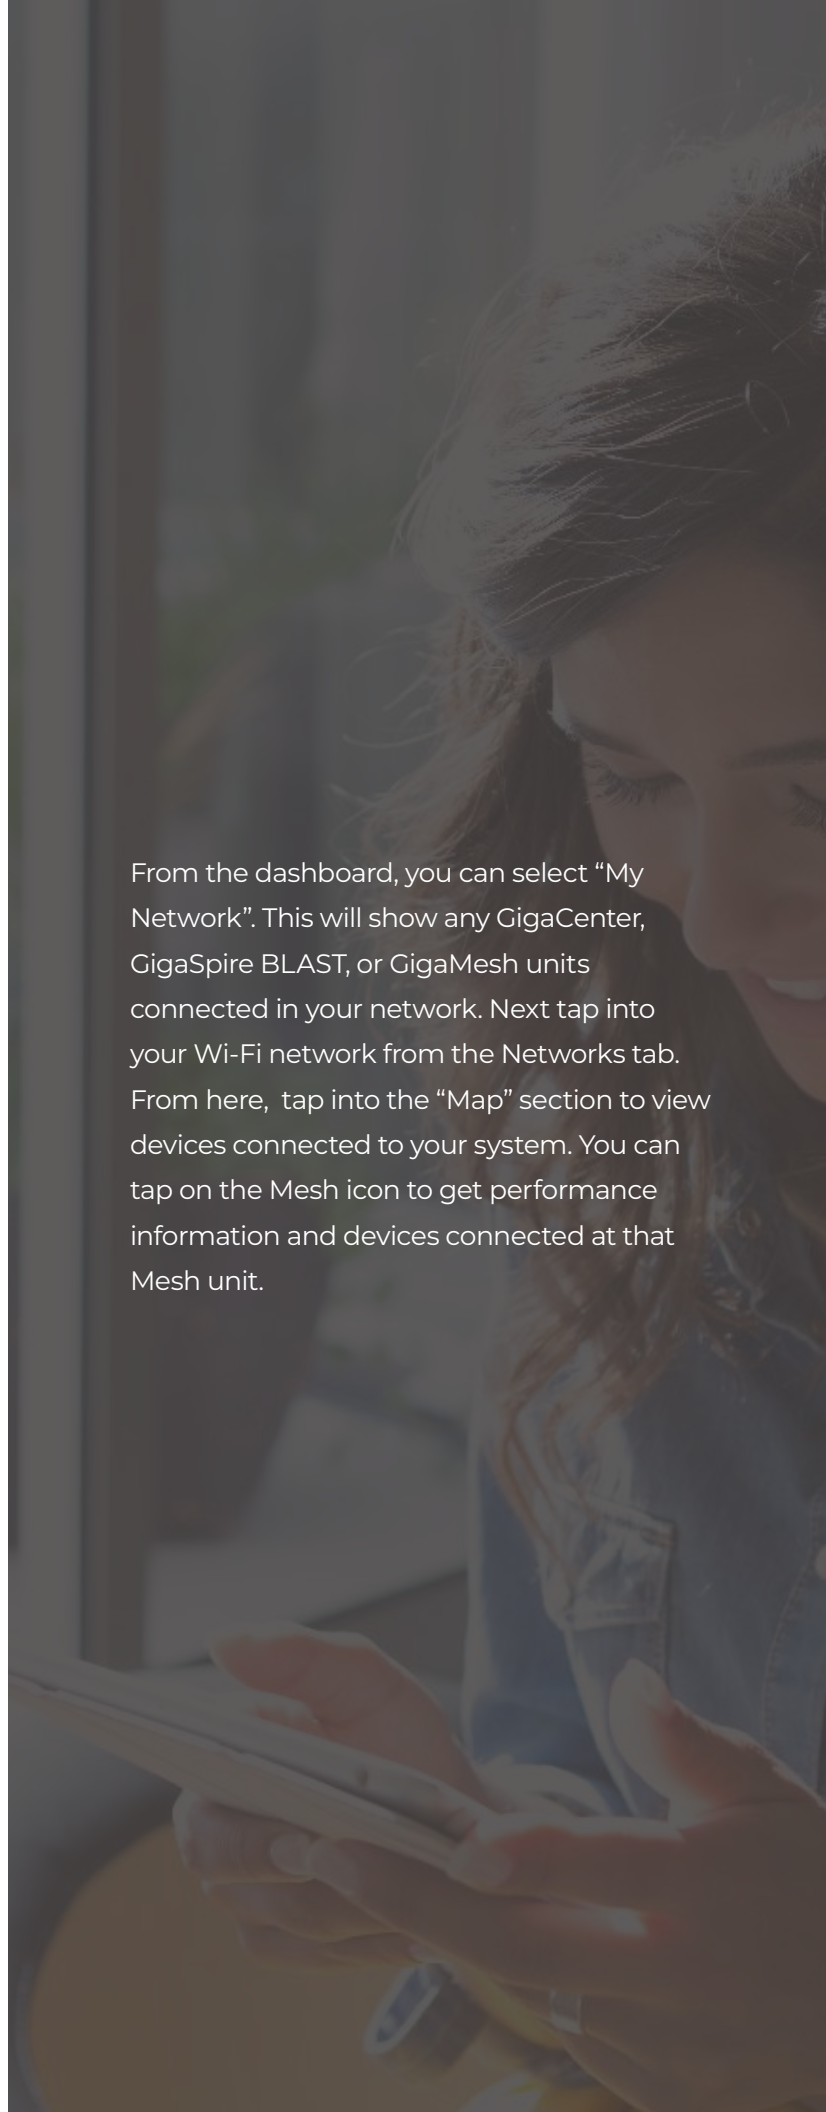 From the dashboard, you can select “My
Network”. This will show any GigaCenter,
GigaSpire BLAST, or GigaMesh units
connected in your network. Next tap into
your Wi-Fi network from the Networks tab.
From here,  tap into the “Map” section to view
devices connected to your system. You can
tap on the Mesh icon to get performance
information and devices connected at that
Mesh unit.